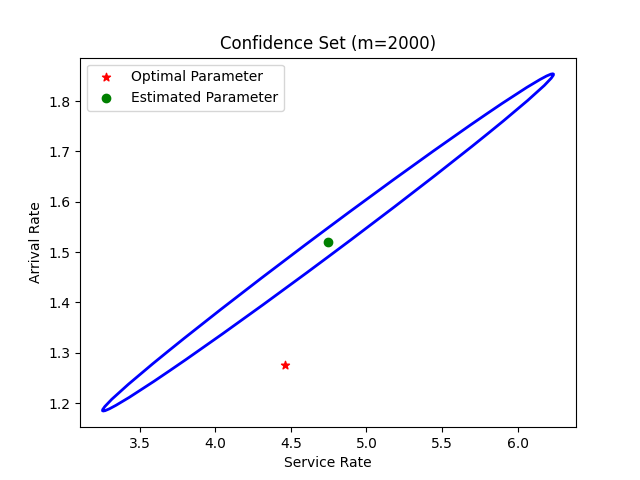 Confidence Set (m=2000)
Optimal Parameter
Estimated Parameter
Arrival Rate
1.8
1.7
1.6
1.5
1.4
1.3
1.2
3.5 4.0 4.5 5.0 5.5 6.0
Service Rate